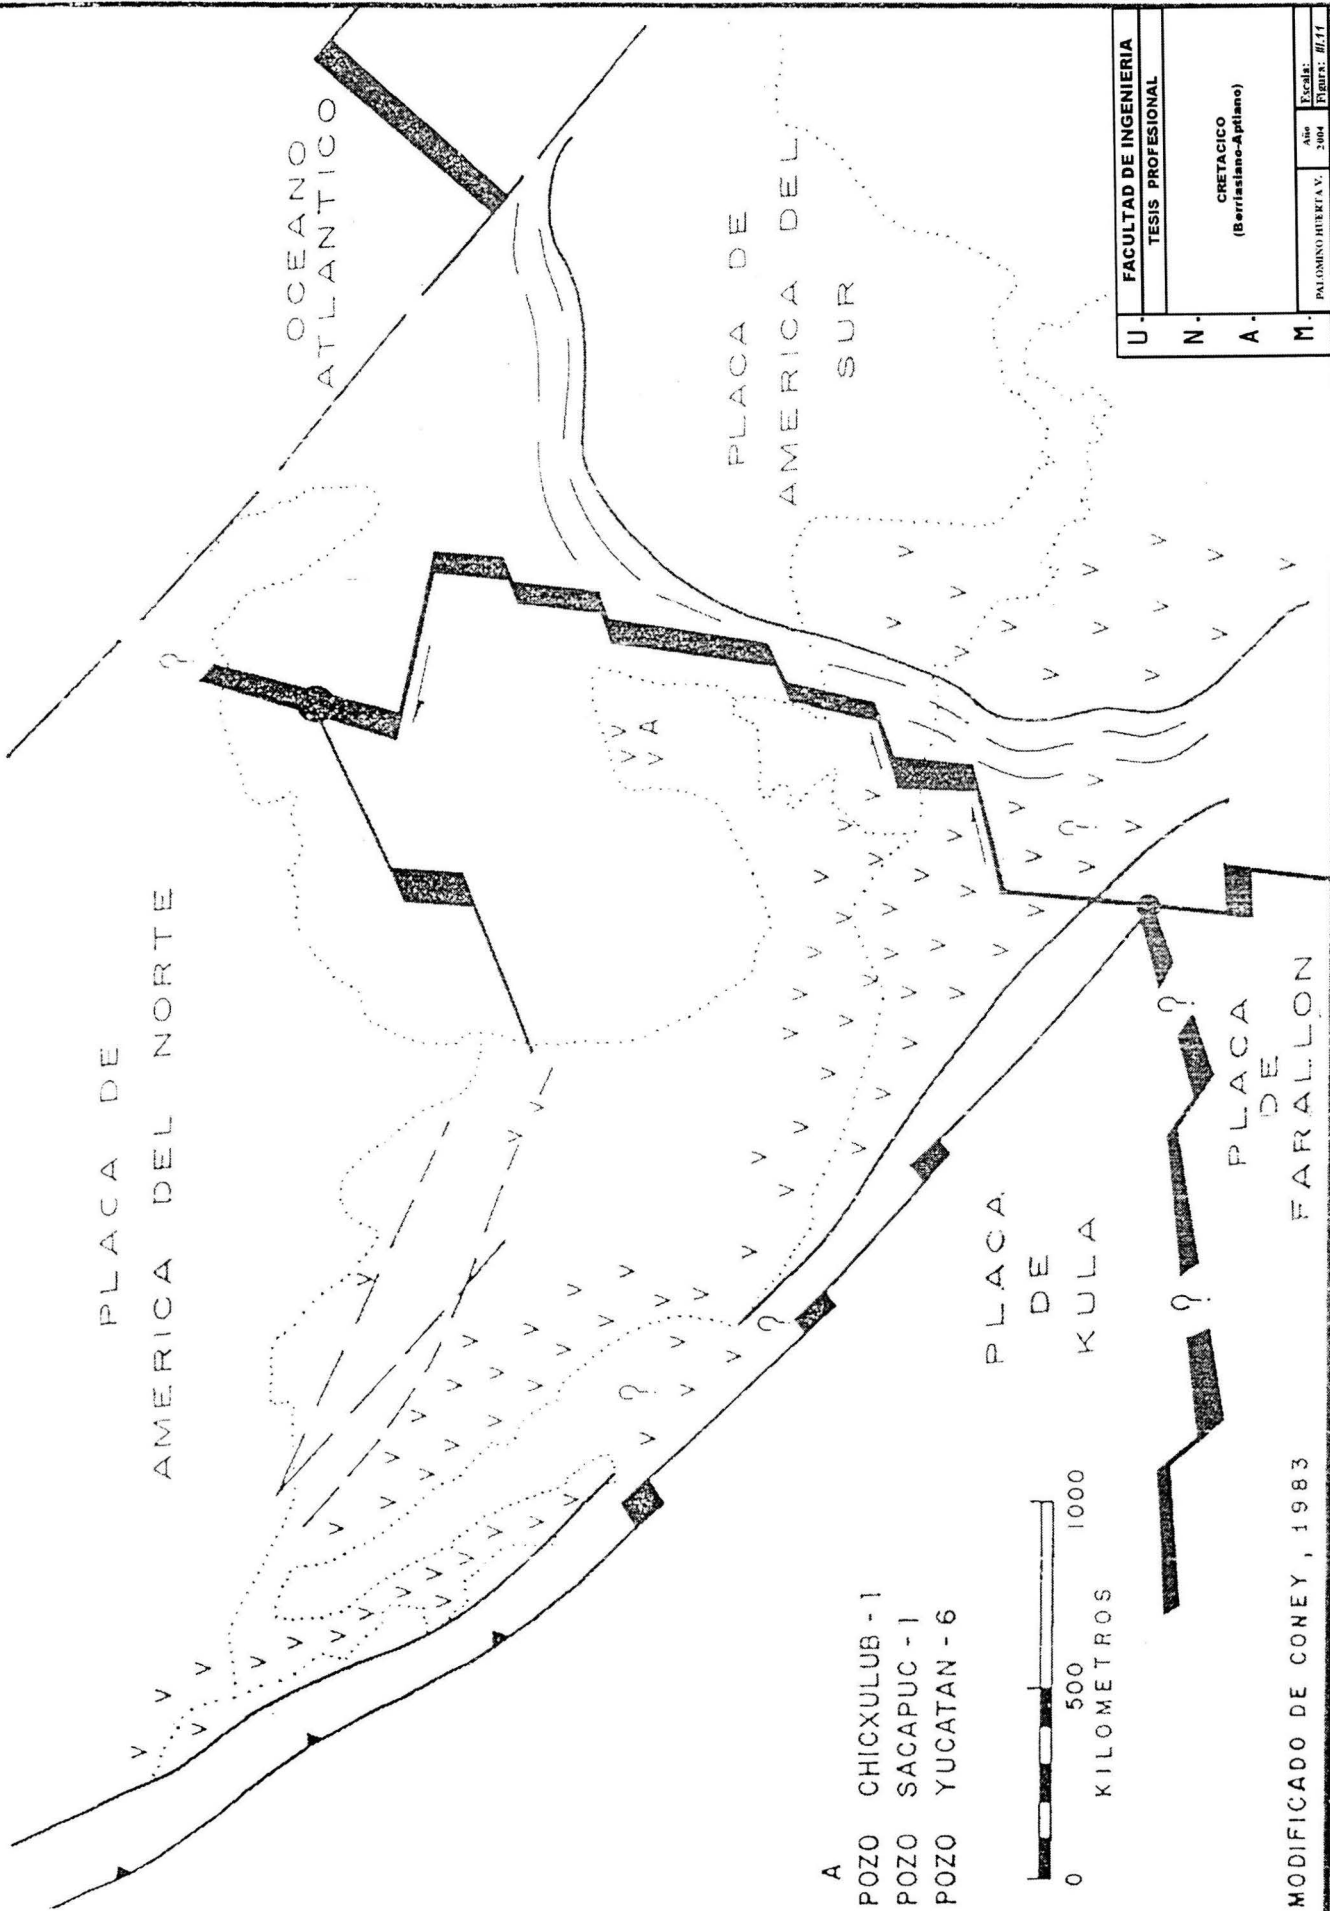 PLACA DE
AMERICA DEL NORTE
OCEANO
ATLANTICO
PLACA DE
AMERICA DEL
SUR
PLACA
DE
KULA
PLACA
DE
FARALLON
?
?
?
?
?
?
A
A
POZO CHICXULUB - 1
POZO SACAPUC - 1
POZO YUCATAN - 6
0 500 1000
KILOMETROS
MODIFICADO DE CONEY, 1983
U.
N.
A.
M.
FACULTAD DE INGENIERIA
TESIS PROFESIONAL
CRETACICO
(Berriasiano-Aptiano)
PALOMINO HUERTA V.
Año
2004
Escala:
Figura: III.11